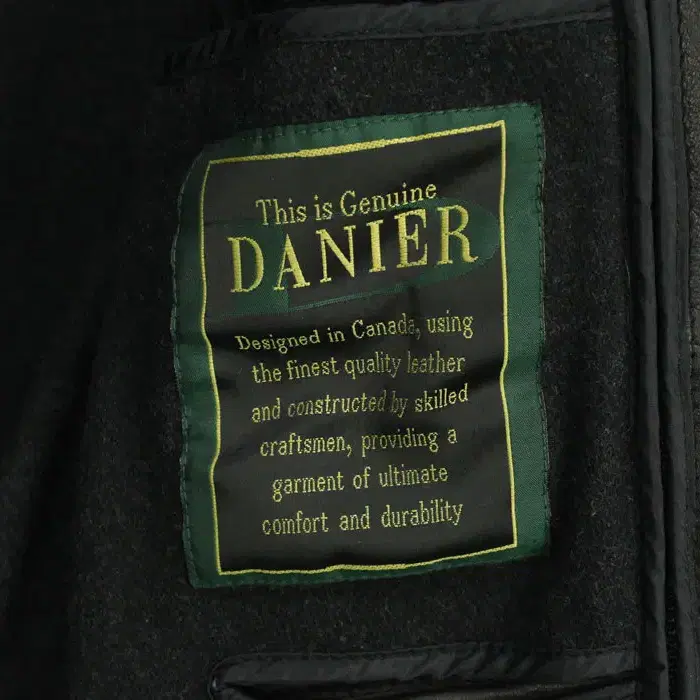 This is Genuine
DANIER
Designed in Canada, using
the finest quality leather
and constructed by skilled
craftsmen, providing a
garment of ultimate
comfort and durability